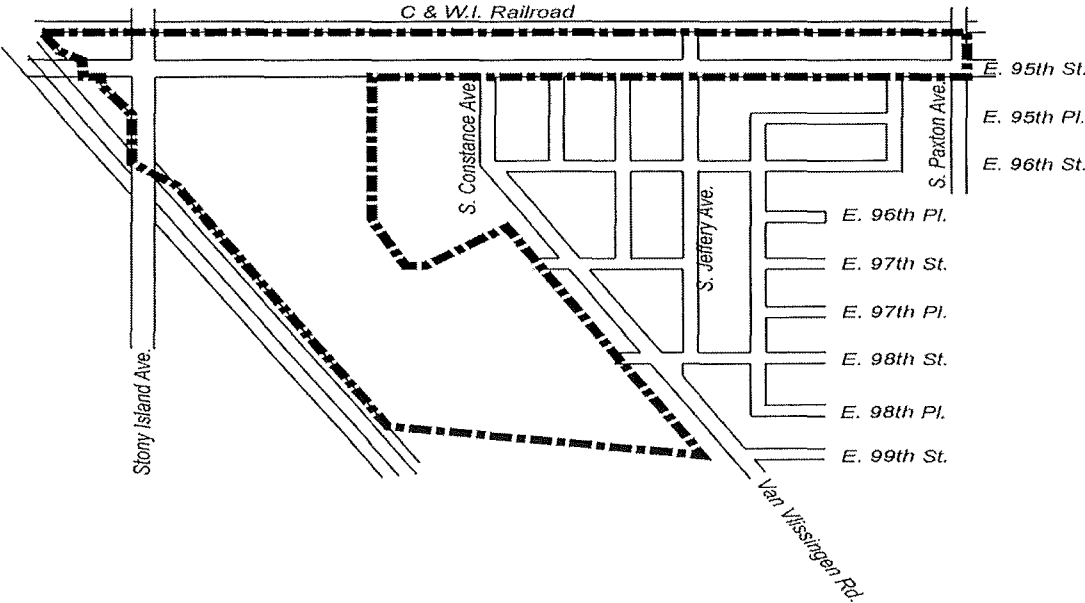 C & W.I. Railroad
E. 95th St.
E. 95th Pl.
S. Paxton Ave.
S. Constance Ave.
E. 96th St.
E. 96th Pl.
S. Jeffery Ave.
E. 97th St.
E. 97th Pl.
E. 98th St.
Stony Island Ave.
E. 98th Pl.
E. 99th St.
Van Vlissingen Rd.